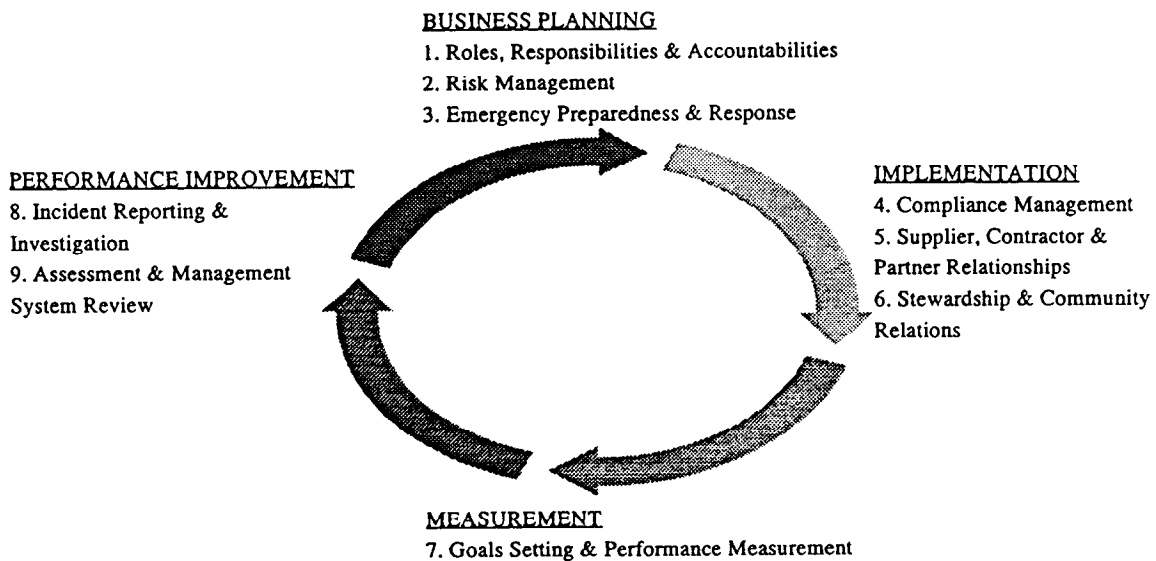 BUSINESS PLANNING
1. Roles, Responsibilities & Accountabilities
2. Risk Management
3. Emergency Preparedness & Response
IMPLEMENTATION
4. Compliance Management
5. Supplier, Contractor &
Partner Relationships
6. Stewardship & Community
Relations
MEASUREMENT
7. Goals Setting & Performance Measurement
PERFORMANCE IMPROVEMENT
8. Incident Reporting &
Investigation
9. Assessment & Management
System Review